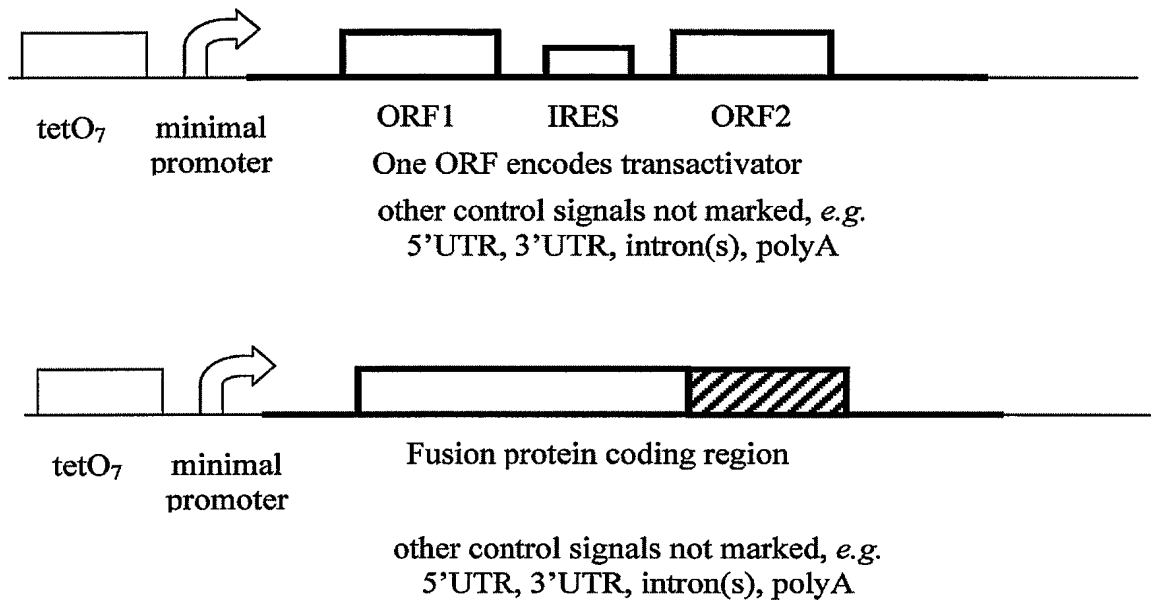 ORF1 IRES ORF2
tetO₇ minimal
promoter
One ORF encodes transactivator
other control signals not marked, e.g.
5’UTR, 3’UTR, intron(s), polyA
tetO₇ minimal
promoter
Fusion protein coding region
other control signals not marked, e.g.
5’UTR, 3’UTR, intron(s), polyA